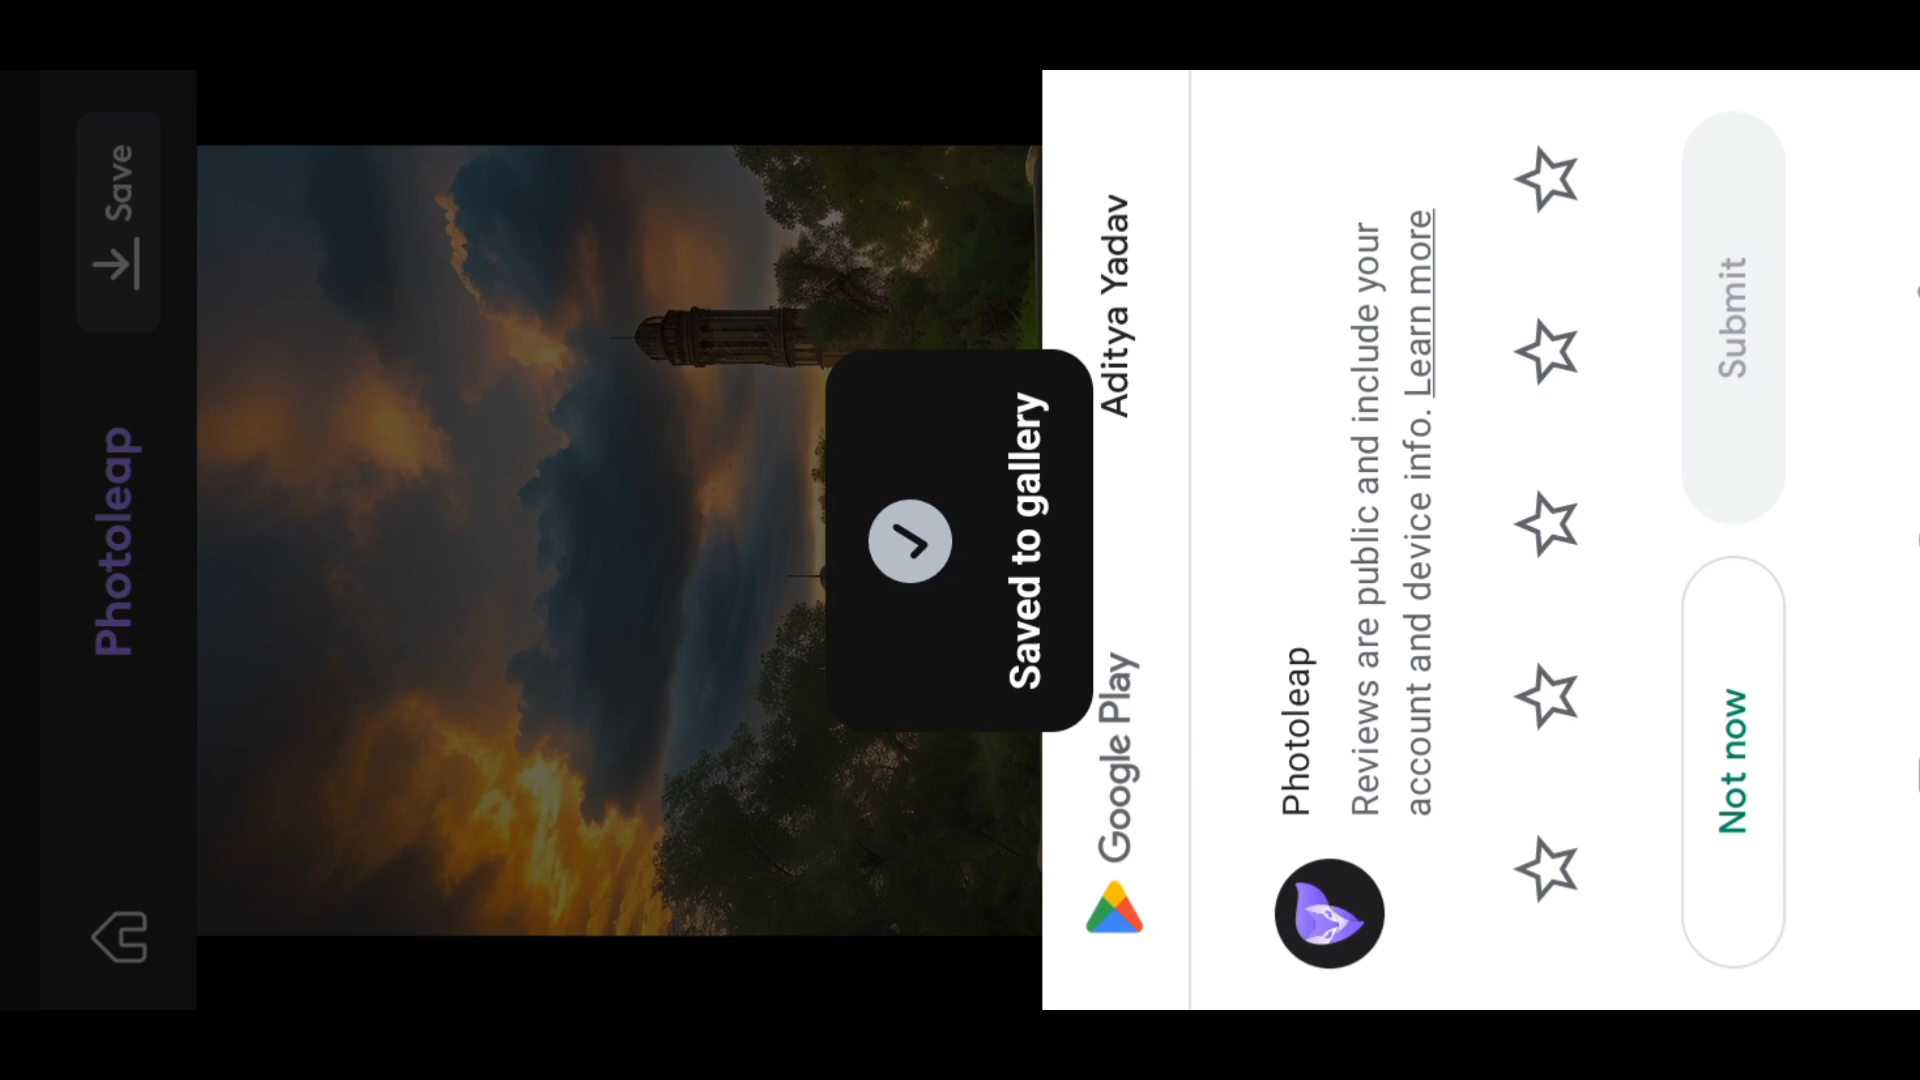 Photoleap
Save
Saved to gallery
Google Play
Aditya Yadav
Photoleap
Reviews are public and include your
account and device info. Learn more
Not now
Submit